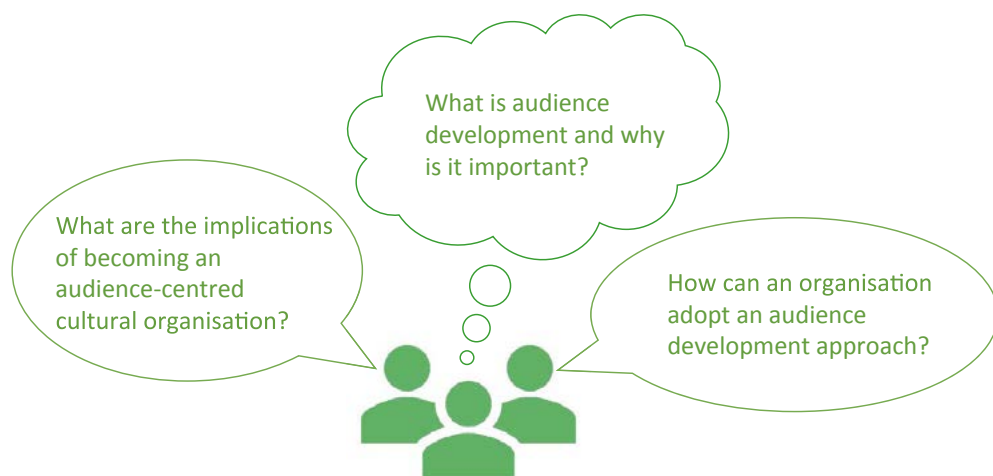 What is audience
development and why
is it important?
What are the implications
of becoming an
audience-centred
cultural organisation?
How can an organisation
adopt an audience
development approach?